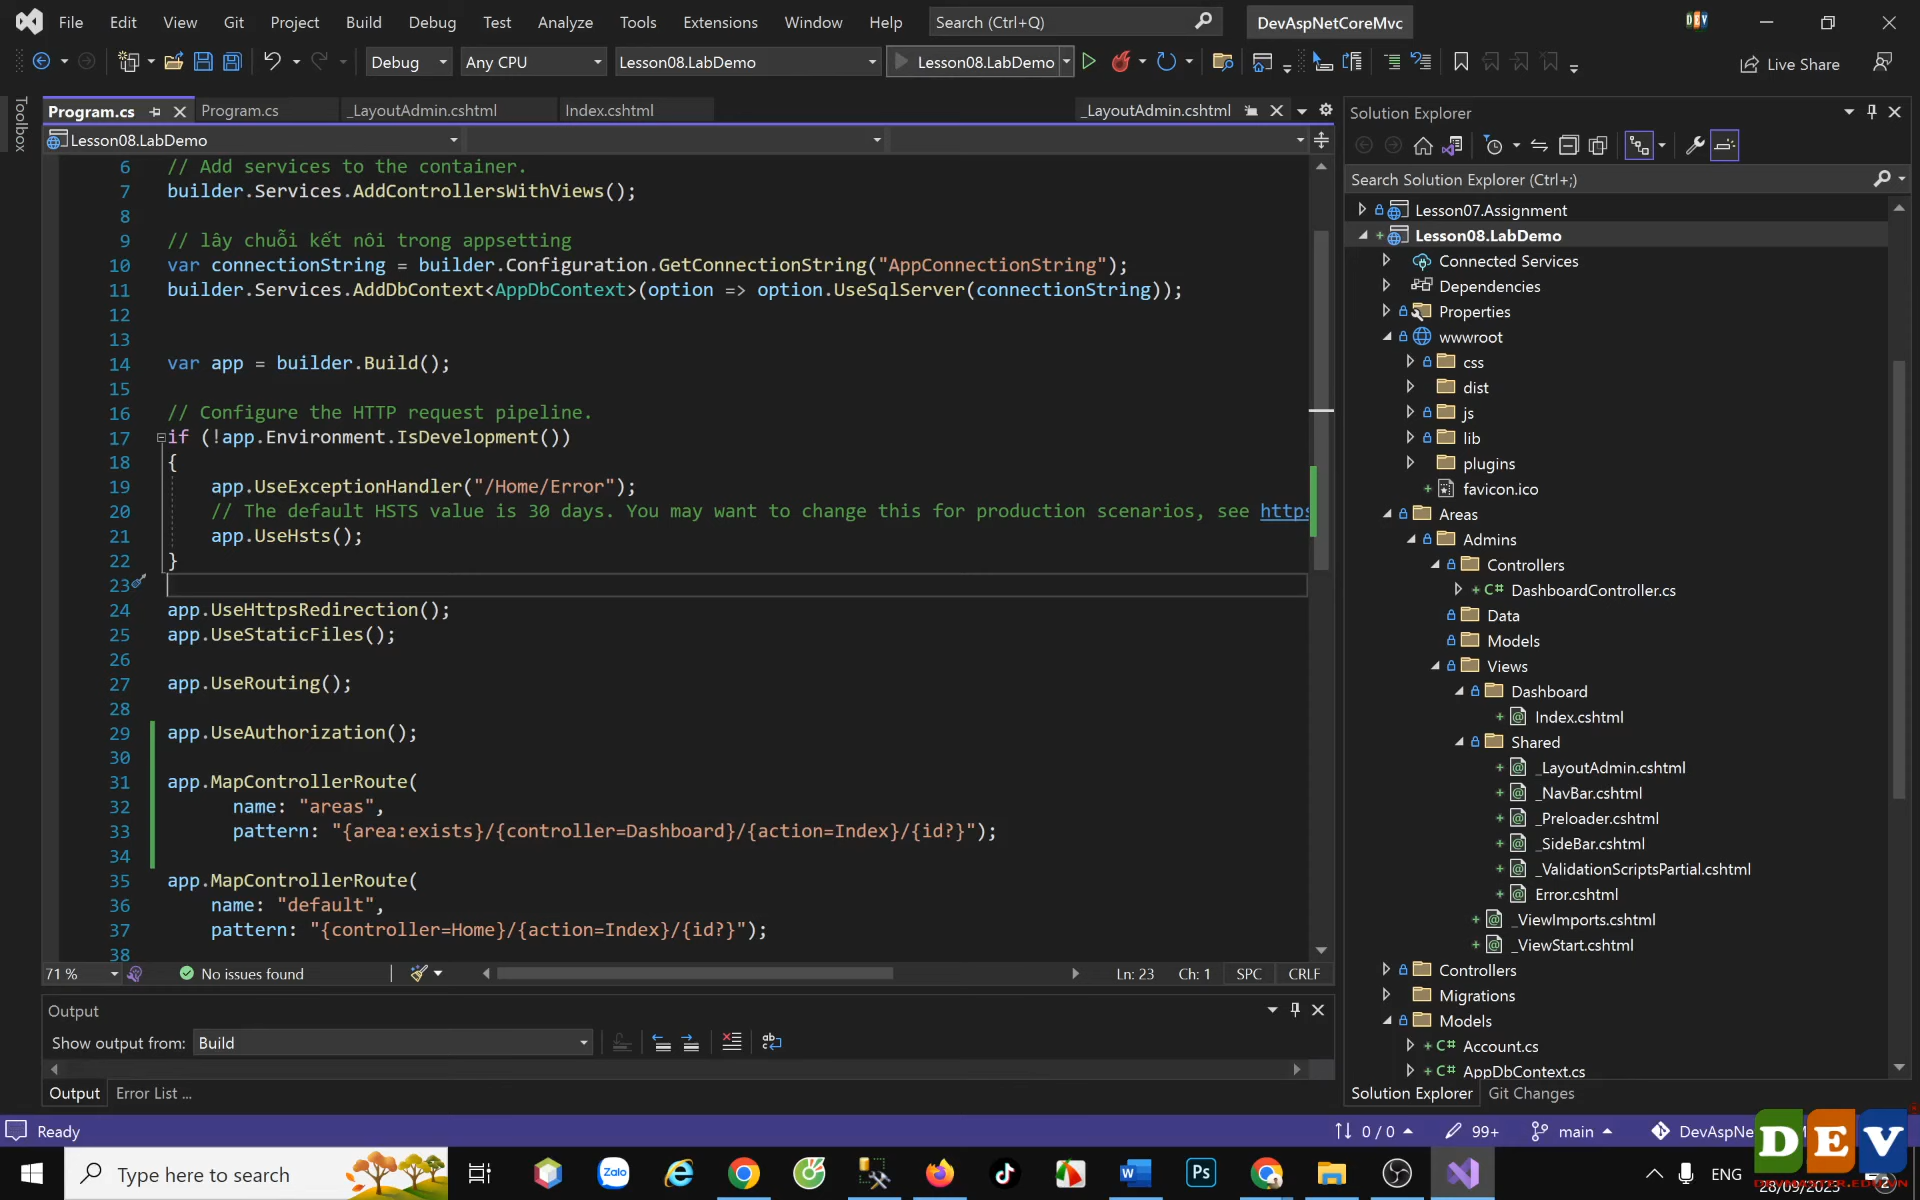 File Edit View Git Project Build Debug Test Analyze Tools Extensions Window Help Search (Ctrl+Q) DevAspNetCoreMvc
Debug Any CPU Lesson08.LabDemo Lesson08.LabDemo Live Share
Toolbox
Program.cs Program.cs _LayoutAdmin.cshtml Index.cshtml _LayoutAdmin.cshtml
Lesson08.LabDemo
6 // Add services to the container.
7 builder.Services.AddControllersWithViews();
8
9 // lây chuỗi kết nôi trong appsetting
10 var connectionString = builder.Configuration.GetConnectionString("AppConnectionString");
11 builder.Services.AddDbContext<AppDbContext>(option => option.UseSqlServer(connectionString));
12
13
14 var app = builder.Build();
15
16 // Configure the HTTP request pipeline.
17 if (!app.Environment.IsDevelopment())
18 {
19 app.UseExceptionHandler("/Home/Error");
20 // The default HSTS value is 30 days. You may want to change this for production scenarios, see https
21 app.UseHsts();
22 }
23
24 app.UseHttpsRedirection();
25 app.UseStaticFiles();
26
27 app.UseRouting();
28
29 app.UseAuthorization();
30
31 app.MapControllerRoute(
32 name: "areas",
33 pattern: "{area:exists}/{controller=Dashboard}/{action=Index}/{id?}");
34
35 app.MapControllerRoute(
36 name: "default",
37 pattern: "{controller=Home}/{action=Index}/{id?}");
38
71 % No issues found Ln: 23 Ch: 1 SPC CRLF
Output
Show output from: Build
Output Error List ...
Solution Explorer
Search Solution Explorer (Ctrl+;)
Lesson07.Assignment
Lesson08.LabDemo
Connected Services
Dependencies
Properties
wwwroot
css
dist
js
lib
plugins
favicon.ico
Areas
Admins
Controllers
DashboardController.cs
Data
Models
Views
Dashboard
Index.cshtml
Shared
_LayoutAdmin.cshtml
_NavBar.cshtml
_Preloader.cshtml
_SideBar.cshtml
_ValidationScriptsPartial.cshtml
Error.cshtml
_ViewImports.cshtml
_ViewStart.cshtml
Controllers
Migrations
Models
Account.cs
AppDbContext.cs
Solution Explorer Git Changes
Ready 0 / 0 99+ main DevAspNe
DEV
Type here to search ENG
28/09/2023